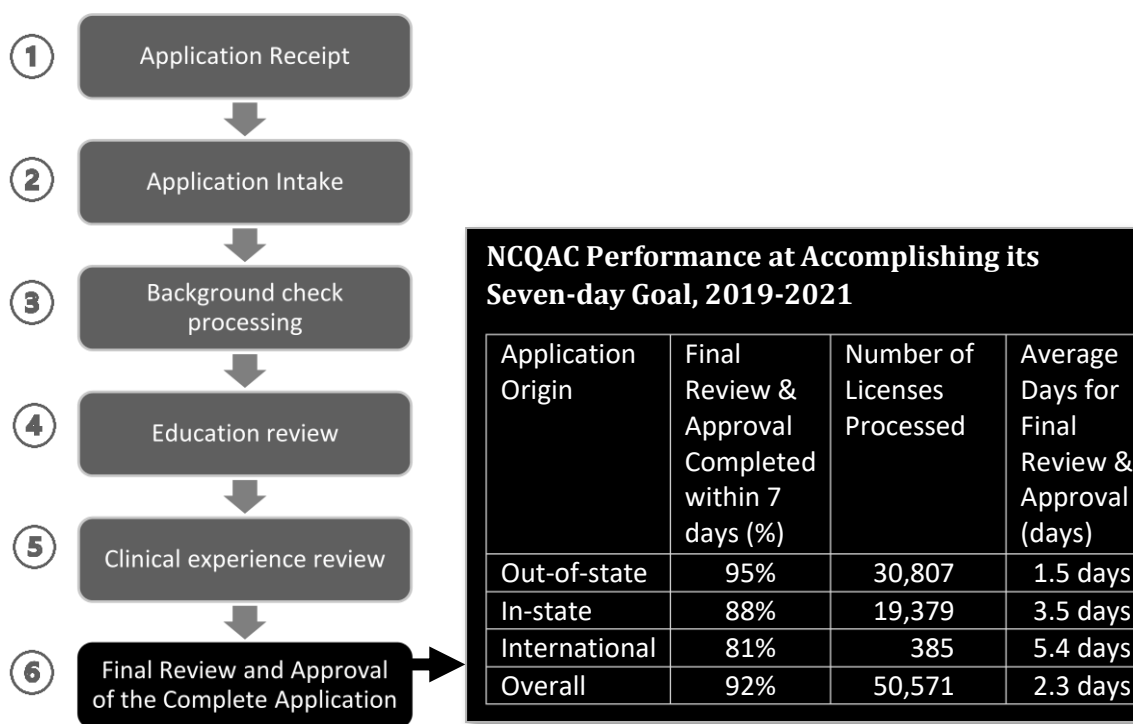 1
Application Receipt
2
Application Intake
3
Background check
processing
4
Education review
5
Clinical experience review
6
Final Review and Approval
of the Complete Application
NCQAC Performance at Accomplishing its
Seven-day Goal, 2019-2021
Application
Origin
Final
Review &
Approval
Completed
within 7
days (%)
Number of
Licenses
Processed
Average
Days for
Final
Review &
Approval
(days)
Out-of-state 95% 30,807 1.5 days
In-state 88% 19,379 3.5 days
International 81% 385 5.4 days
Overall 92% 50,571 2.3 days